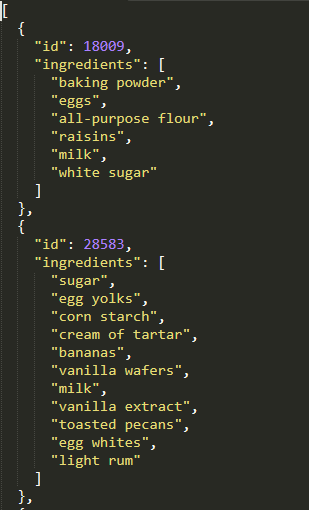 [
  {
    "id": 18009,
    "ingredients": [
      "baking powder",
      "eggs",
      "all-purpose flour",
      "raisins",
      "milk",
      "white sugar"
    ]
  },
  {
    "id": 28583,
    "ingredients": [
      "sugar",
      "egg yolks",
      "corn starch",
      "cream of tartar",
      "bananas",
      "vanilla wafers",
      "milk",
      "vanilla extract",
      "toasted pecans",
      "egg whites",
      "light rum"
    ]
  },